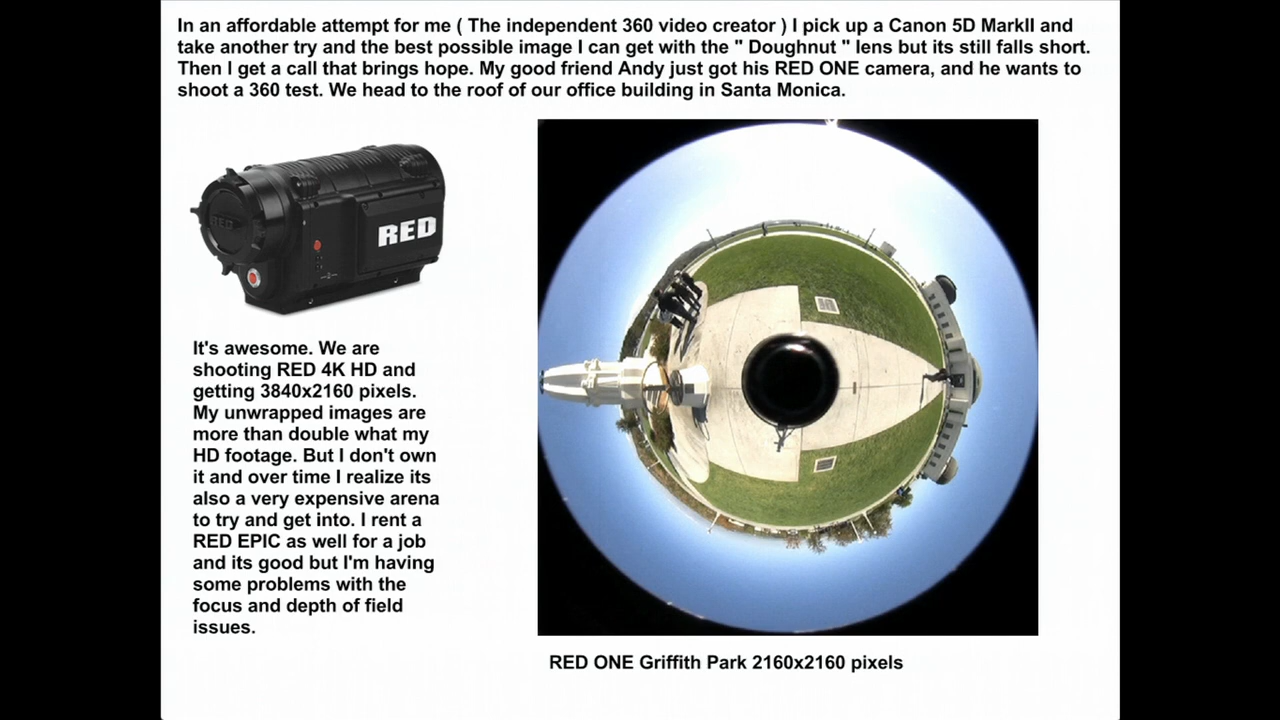 In an affordable attempt for me ( The independent 360 video creator ) I pick up a Canon 5D MarkII and
take another try and the best possible image I can get with the " Doughnut " lens but its still falls short.
Then I get a call that brings hope. My good friend Andy just got his RED ONE camera, and he wants to
shoot a 360 test. We head to the roof of our office building in Santa Monica.
RED
RED
It's awesome. We are
shooting RED 4K HD and
getting 3840x2160 pixels.
My unwrapped images are
more than double what my
HD footage. But I don't own
it and over time I realize its
also a very expensive arena
to try and get into. I rent a
RED EPIC as well for a job
and its good but I'm having
some problems with the
focus and depth of field
issues.
RED ONE Griffith Park 2160x2160 pixels